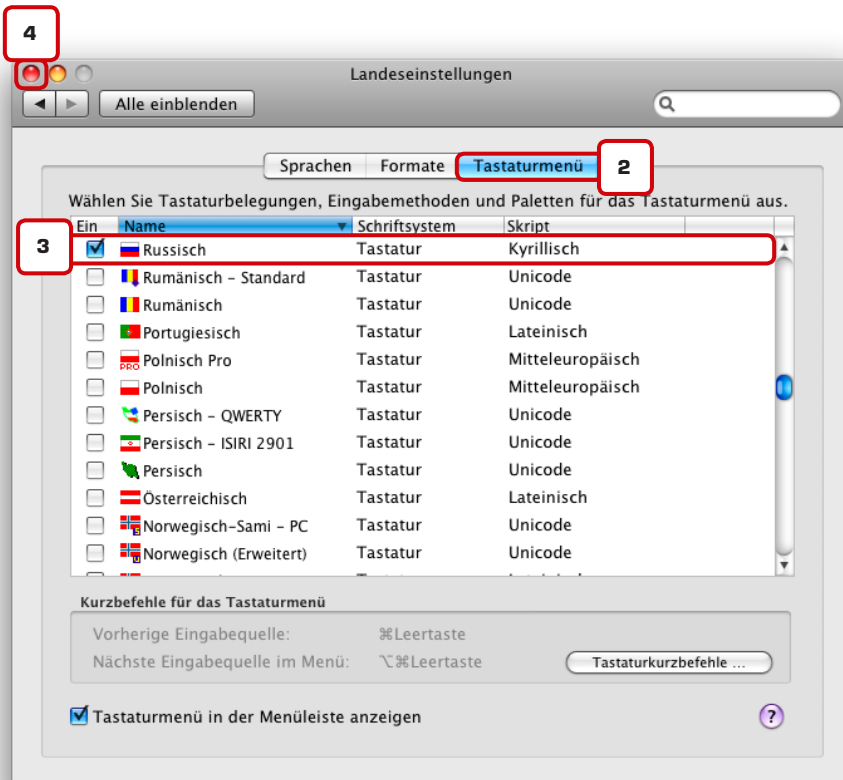 4
Landeseinstellungen
Alle einblenden
Sprachen Formate Tastaturmenü 2
Wählen Sie Tastaturbelegungen, Eingabemethoden und Paletten für das Tastaturmenü aus.
Ein Name Schriftsystem Skript
3 Russisch Tastatur Kyrillisch
Rumänisch – Standard Tastatur Unicode
Rumänisch Tastatur Unicode
Portugiesisch Tastatur Lateinisch
PRO Polnisch Pro Tastatur Mitteleuropäisch
Polnisch Tastatur Mitteleuropäisch
Persisch – QWERTY Tastatur Unicode
Persisch – ISIRI 2901 Tastatur Unicode
Persisch Tastatur Unicode
Österreichisch Tastatur Lateinisch
Norwegisch-Sami – PC Tastatur Unicode
Norwegisch (Erweitert) Tastatur Unicode
Kurzbefehle für das Tastaturmenü
Vorherige Eingabequelle: ⌘Leertaste
Nächste Eingabequelle im Menü: ⌥⌘Leertaste Tastaturkurzbefehle ...
Tastaturmenü in der Menüleiste anzeigen ?